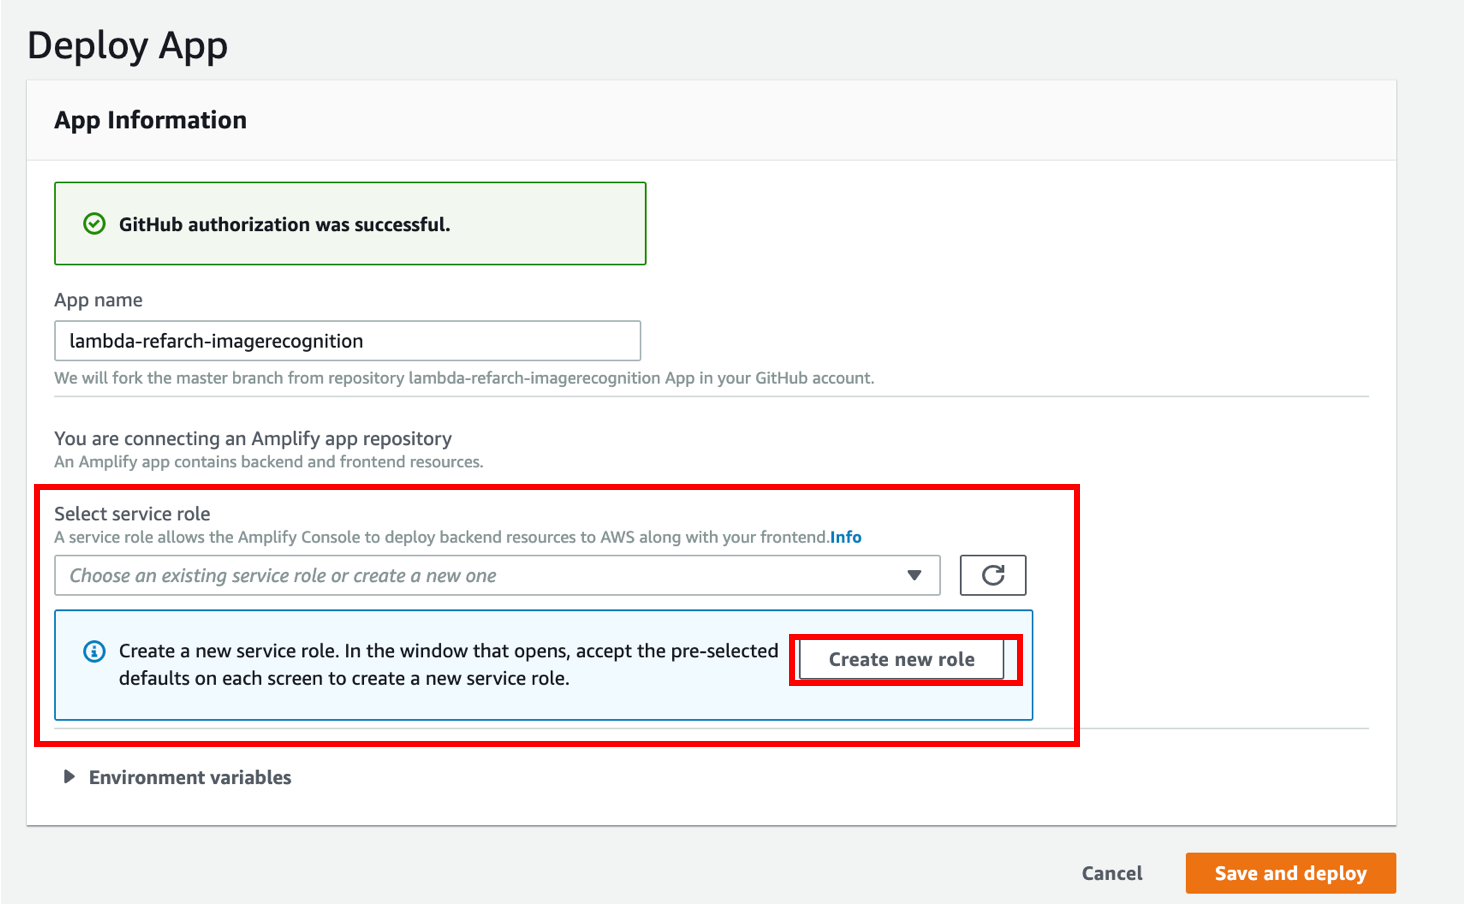 Deploy App
App Information
GitHub authorization was successful.
App name
lambda-refarch-imagerecognition
We will fork the master branch from repository lambda-refarch-imagerecognition App in your GitHub account.
You are connecting an Amplify app repository
An Amplify app contains backend and frontend resources.
Select service role
A service role allows the Amplify Console to deploy backend resources to AWS along with your frontend.Info
Choose an existing service role or create a new one
Create a new service role. In the window that opens, accept the pre-selected
defaults on each screen to create a new service role.
Create new role
Environment variables
Cancel
Save and deploy